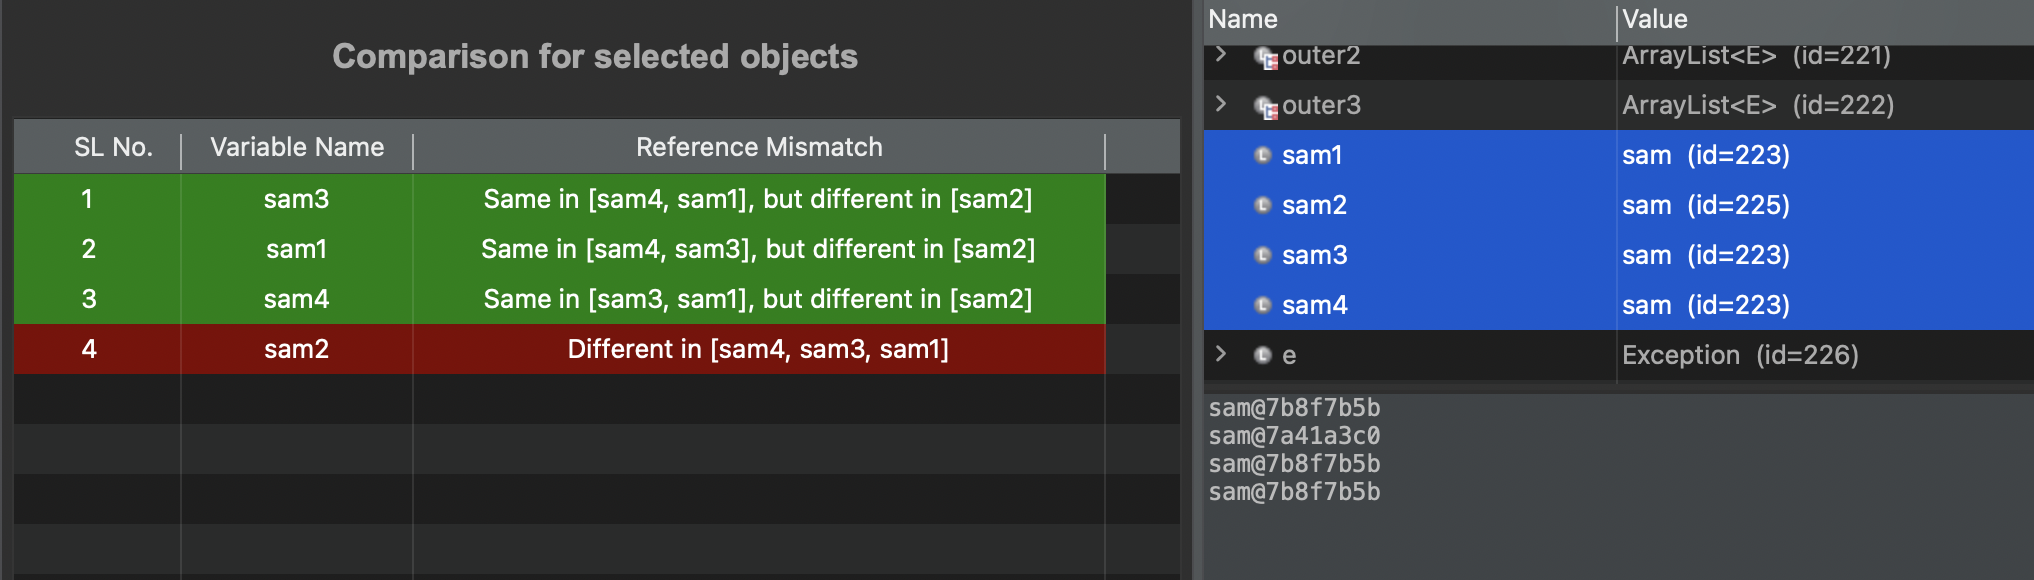 Comparison for selected objects
SL No. Variable Name Reference Mismatch
1 sam3 Same in [sam4, sam1], but different in [sam2]
2 sam1 Same in [sam4, sam3], but different in [sam2]
3 sam4 Same in [sam3, sam1], but different in [sam2]
4 sam2 Different in [sam4, sam3, sam1]
Name Value
outer2 ArrayList<E> (id=221)
outer3 ArrayList<E> (id=222)
sam1 sam (id=223)
sam2 sam (id=225)
sam3 sam (id=223)
sam4 sam (id=223)
e Exception (id=226)
sam@7b8f7b5b
sam@7a41a3c0
sam@7b8f7b5b
sam@7b8f7b5b